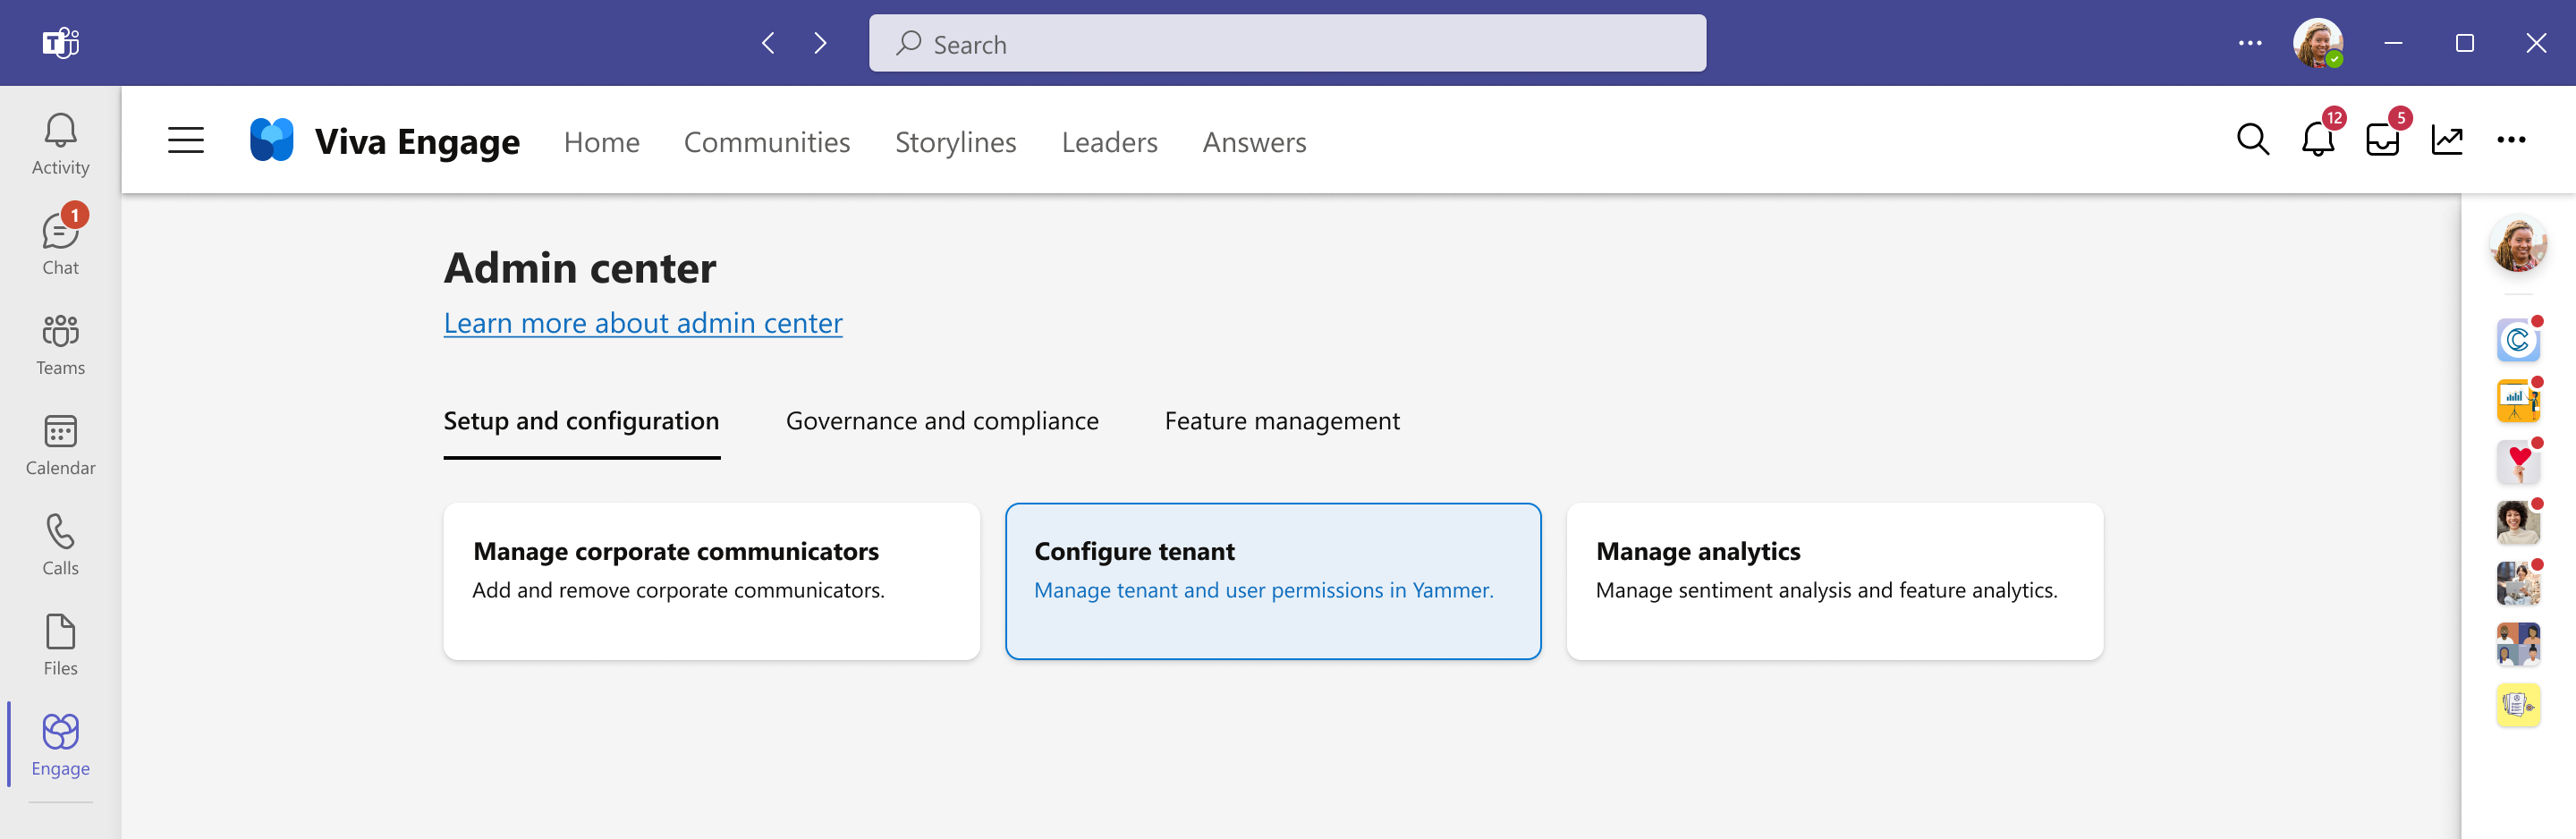 Search
Activity
1
Chat
Teams
Calendar
Calls
Files
Engage
Viva Engage
Home
Communities
Storylines
Leaders
Answers
12
5
Admin center
Learn more about admin center
Setup and configuration
Governance and compliance
Feature management
Manage corporate communicators
Add and remove corporate communicators.
Configure tenant
Manage tenant and user permissions in Yammer.
Manage analytics
Manage sentiment analysis and feature analytics.